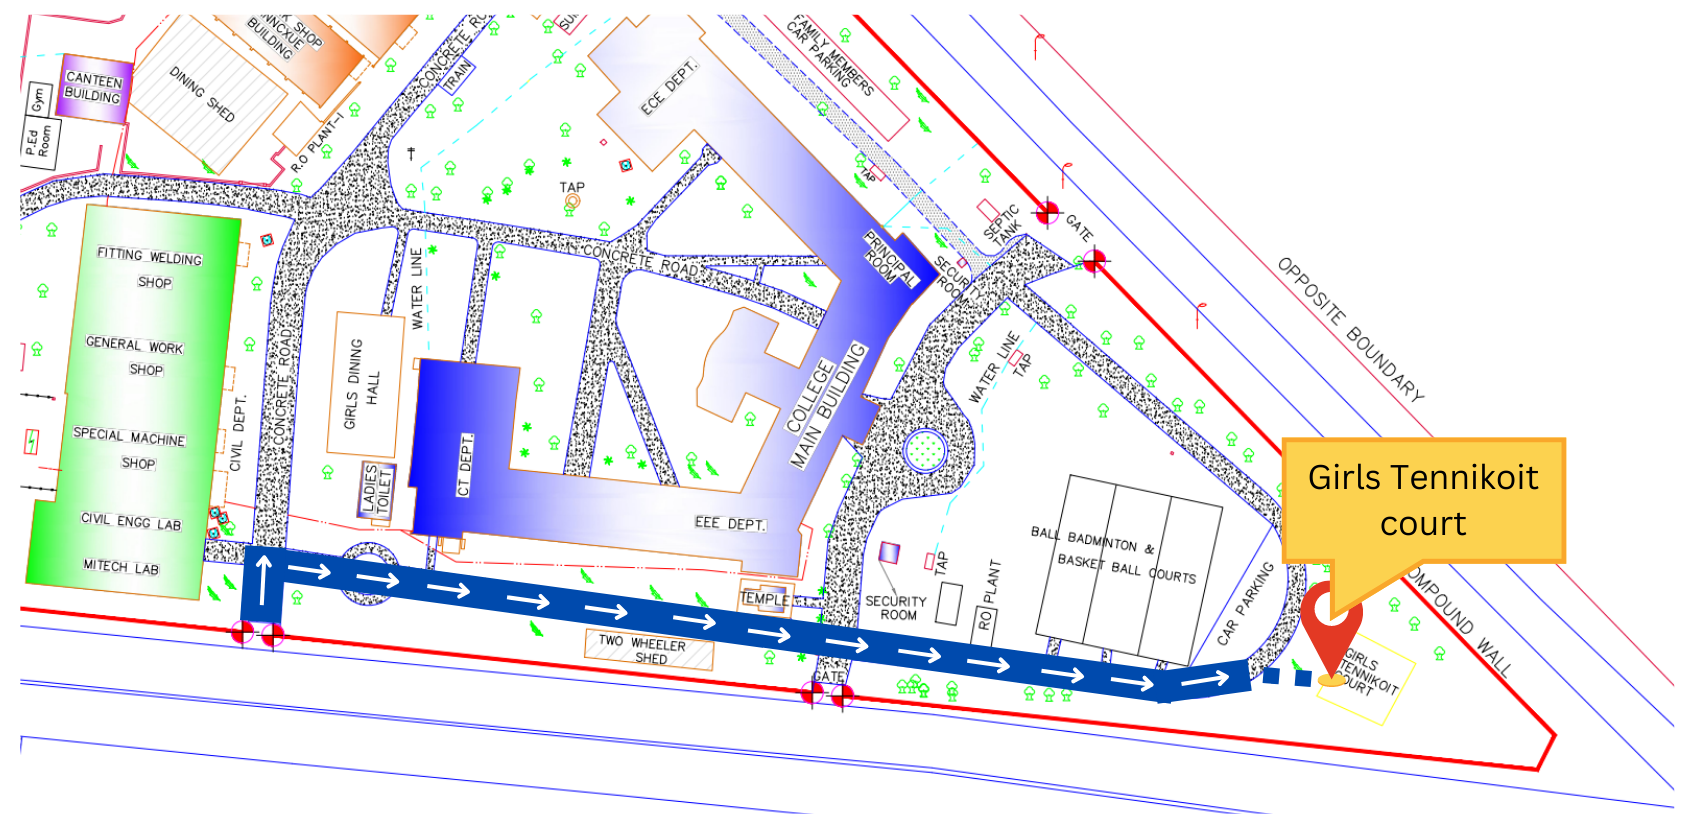 SHOP
BUILDING
CONCRETE
TRAIN
FAMILY MEMBERS
CAR PARKING
CANTEEN
BUILDING
Gym
P.Ed
Room
DINING SHED
R.O PLANT-I
ECE DEPT.
TAP
TAP
SEPTIC
TANK
GATE
PRINCIPAL
ROOM
SECURITY
ROOM
OPPOSITE BOUNDARY
CONCRETE ROAD
FITTING WELDING
SHOP
GENERAL WORK
SHOP
SPECIAL MACHINE
SHOP
CIVIL ENGG LAB
MITECH LAB
CIVIL DEPT.
CONCRETE ROAD
WATER LINE
GIRLS DINING
HALL
LADIES
TOILET
CT DEPT.
COLLEGE
MAIN BUILDING
EEE DEPT.
WATER LINE
TAP
Girls Tennikoit
court
BALL BADMINTON &
BASKET BALL COURTS
CAR PARKING
TAP
RO PLANT
SECURITY
ROOM
TEMPLE
TWO WHEELER
SHED
GATE
OMPOUND WALL
GIRLS
TENNIKOIT
COURT